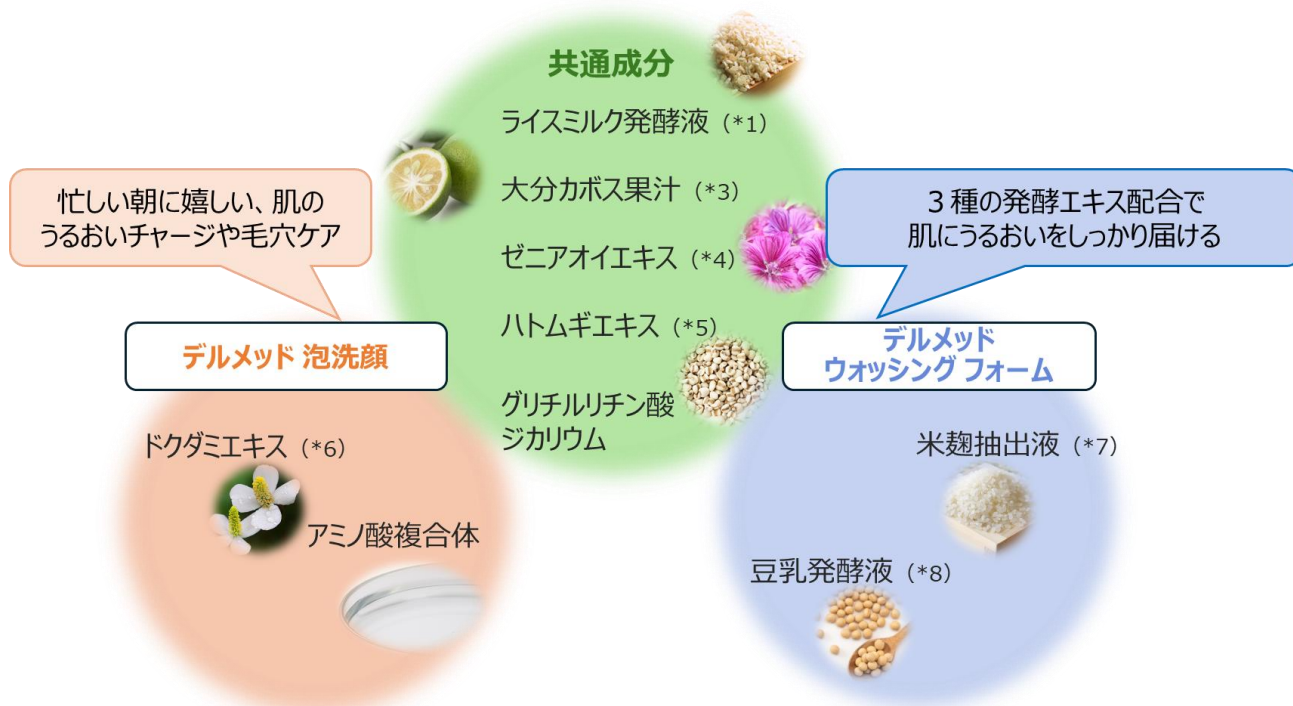 共通成分
ライスミルク発酵液（*1）
大分カボス果汁（*3）
ゼニアオイエキス（*4）
ハトムギエキス（*5）
グリチルリチン酸
ジカリウム
忙しい朝に嬉しい、肌の
うるおいチャージや毛穴ケア
デルメッド 泡洗顔
ドクダミエキス（*6）
アミノ酸複合体
３種の発酵エキス配合で
肌にうるおいをしっかり届ける
デルメッド
ウォッシング フォーム
米麹抽出液（*7）
豆乳発酵液（*8）